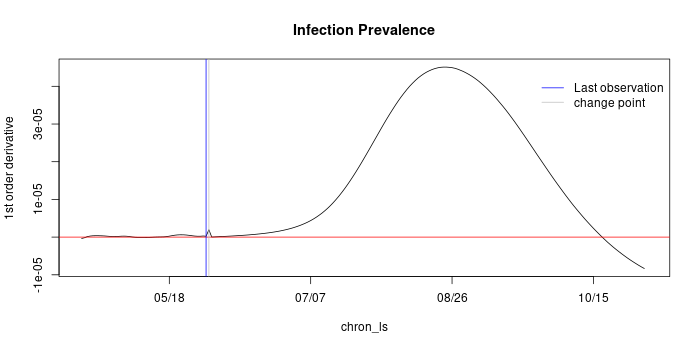 Infection Prevalence
1st order derivative
3e-05
1e-05
-1e-05
Last observation
change point
05/18
07/07
08/26
10/15
chron_ls